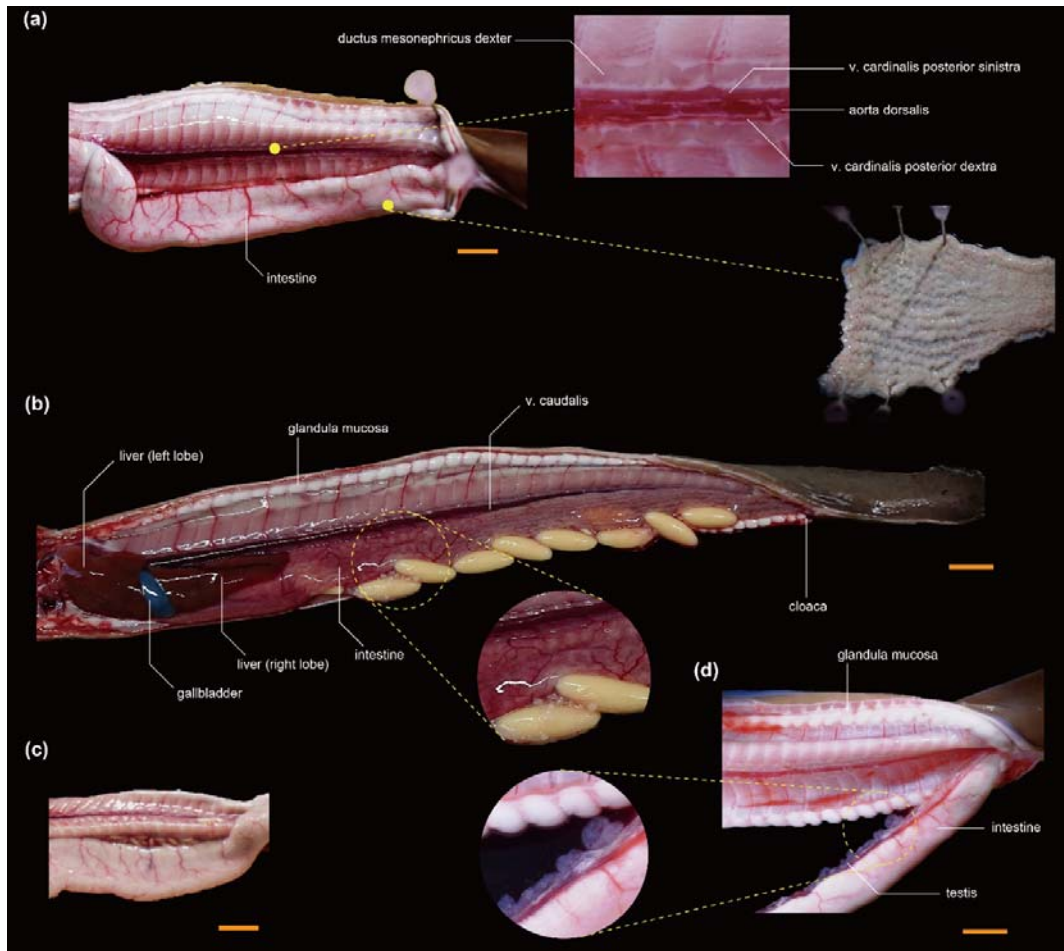 (a)
ductus mesonephricus dexter
v. cardinalis posterior sinistra
aorta dorsalis
v. cardinalis posterior dextra
intestine
(b)
v. caudalis
glandula mucosa
liver (left lobe)
cloaca
intestine
liver (right lobe)
gallbladder
(d)
glandula mucosa
(c)
intestine
testis